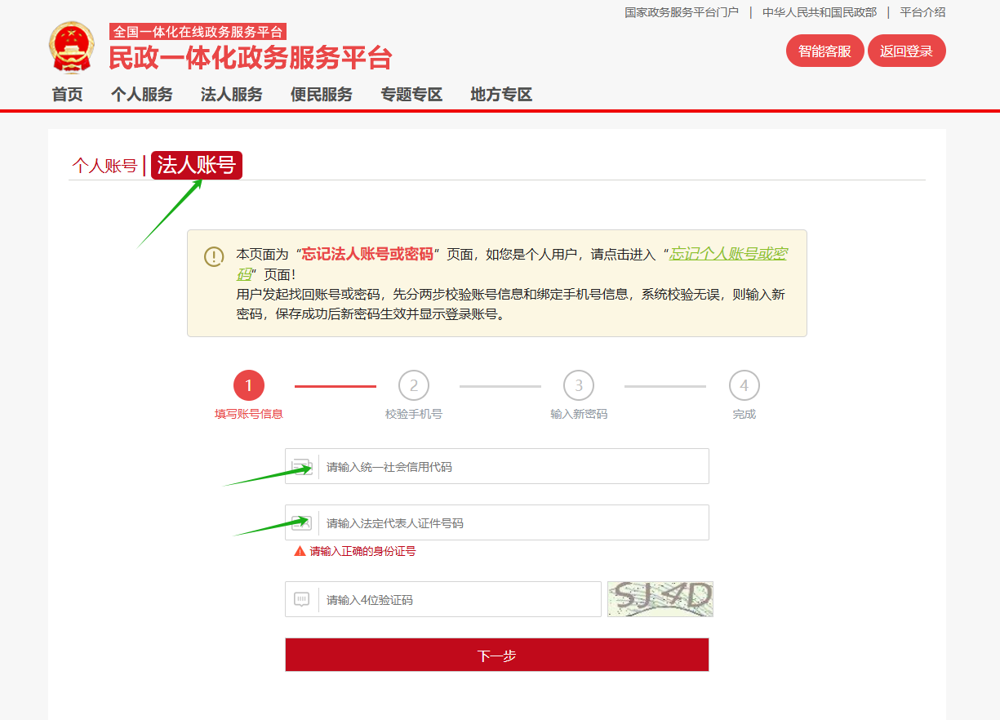 国家政务服务平台门户 | 中华人民共和国民政部 | 平台介绍
全国一体化在线政务服务平台
民政一体化政务服务平台
智能客服 返回登录
首页 个人服务 法人服务 便民服务 专题专区 地方专区
个人账号 | 法人账号
本页面为“忘记法人账号或密码”页面，如您是个人用户，请点击进入“忘记个人账号或密
码”页面！
用户发起找回账号或密码，先分两步校验账号信息和绑定手机号信息，系统校验无误，则输入新
密码，保存成功后新密码生效并显示登录账号。
1 2 3 4
填写账号信息 校验手机号 输入新密码 完成
请输入统一社会信用代码
请输入法定代表人证件号码
请输入正确的身份证号
请输入4位验证码 SJ4D
下一步